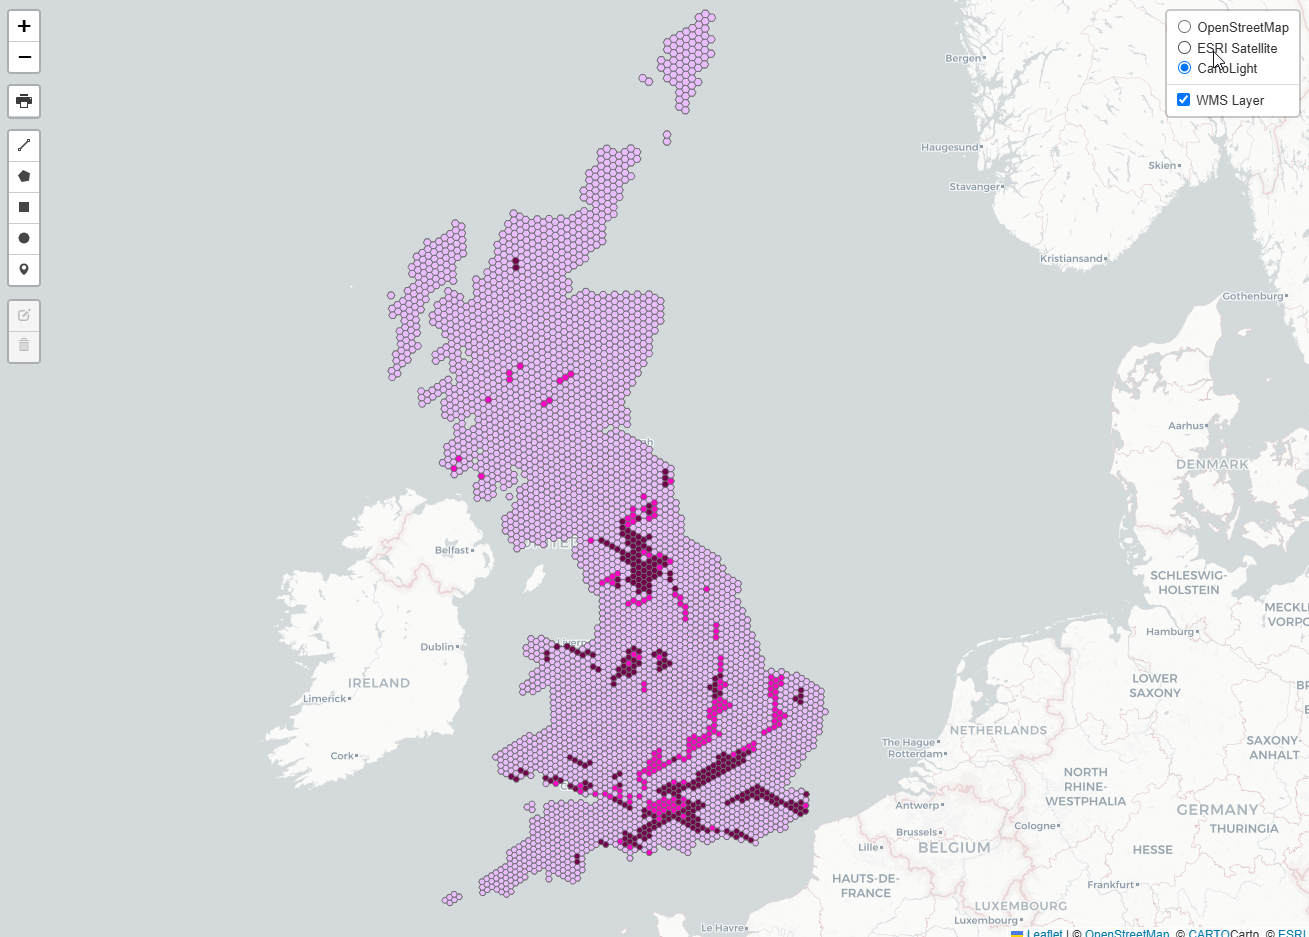 +
−
OpenStreetMap
ESRI Satellite
CartoLight
WMS Layer
Bergen
Haugesund
Skien
Stavanger
Kristiansand
Gothenburg
Aarhus
DENMARK
Belfast
SCHLESWIG-
HOLSTEIN
MECKL
VORPO
Hamburg
Dublin
Liverp
IRELAND
Limerick
LOWER
SAXONY
BR
NETHERLANDS
The Hague
Rotterdam
SAXONY-
ANHALT
Cork
NORTH
RHINE-
WESTPHALIA
Antwerp
GERMANY
Cologne
THURINGIA
Brussels
Lille
BELGIUM
HESSE
HAUTS-DE-
FRANCE
Frankfurt
LUXEMBOURG
Luxembourg
Le Havre
Leaflet | © OpenStreetMap, © CARTOCarto, © ESRI